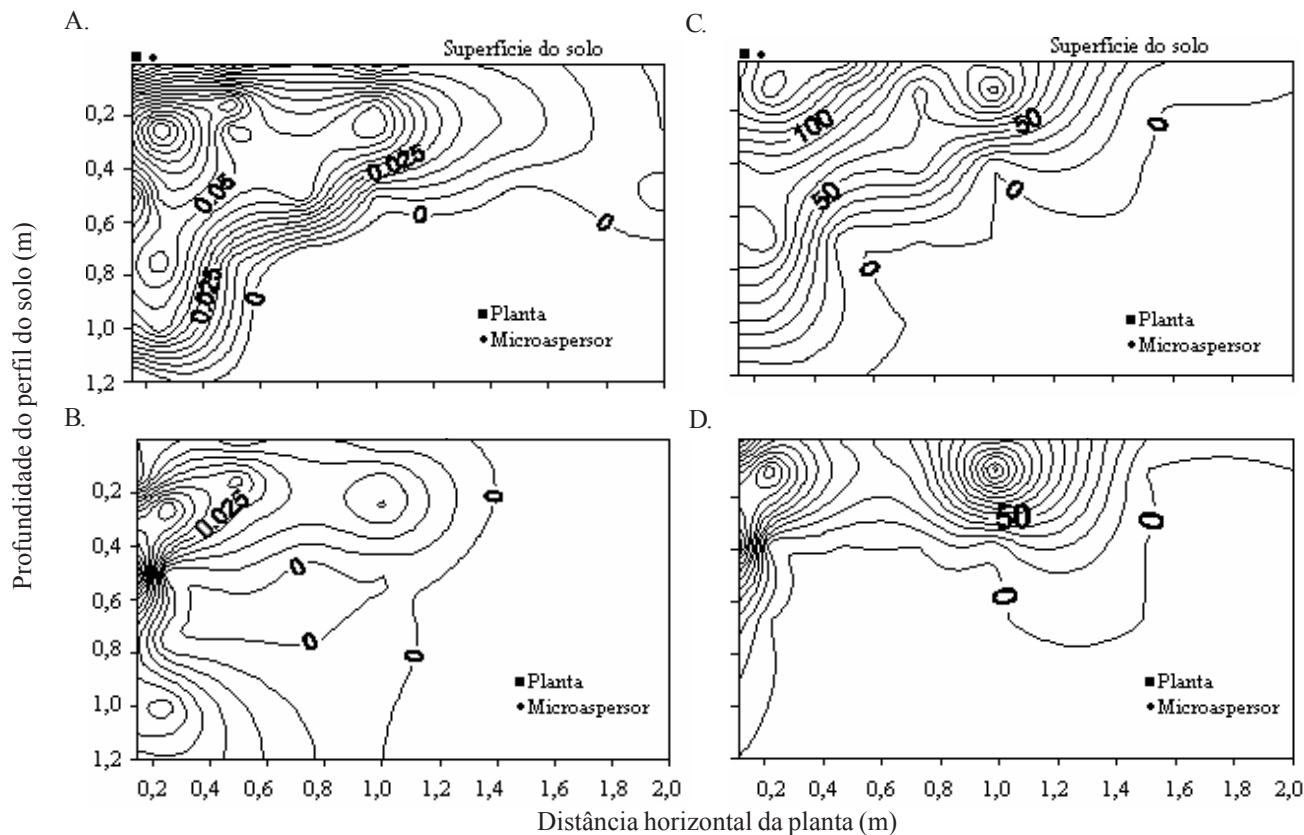 A.
Superfície do solo
0,2
0,4
0,6
0,8
1,0
1,2
0.05
0.025
0.025
0
0
0
Planta
Microaspersor
C.
Superfície do solo
100
50
50
0
0
0
Planta
Microaspersor
B.
0,2
0,4
0,6
0,8
1,0
1,2
0.025
0
0
0
0
Planta
Microaspersor
0,2 0,4 0,6 0,8 1,0 1,2 1,4 1,6 1,8 2,0
D.
50
0
0
Planta
Microaspersor
0,2 0,4 0,6 0,8 1,0 1,2 1,4 1,6 1,8 2,0
Profundidade do perfil do solo (m)
Distância horizontal da planta (m)